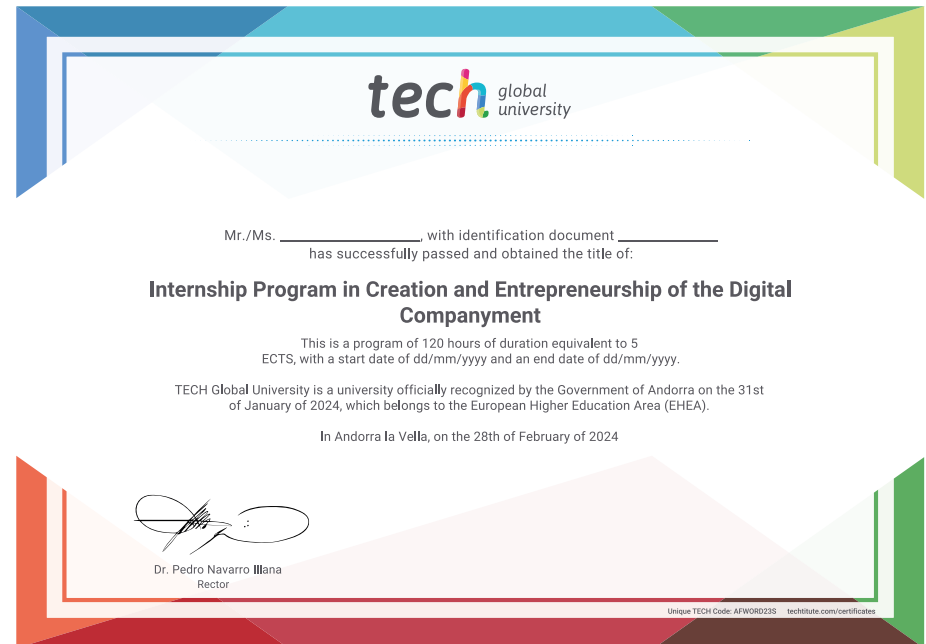 tech global
university
Mr./Ms. ____________, with identification document ____________
has successfully passed and obtained the title of:
Internship Program in Creation and Entrepreneurship of the Digital
Companyment
This is a program of 120 hours of duration equivalent to 5
ECTS, with a start date of dd/mm/yyyy and an end date of dd/mm/yyyy.
TECH Global University is a university officially recognized by the Government of Andorra on the 31st
of January of 2024, which belongs to the European Higher Education Area (EHEA).
In Andorra la Vella, on the 28th of February of 2024
Dr. Pedro Navarro Illana
Rector
Unique TECH Code: AFWORD23S techtitute.com/certificates